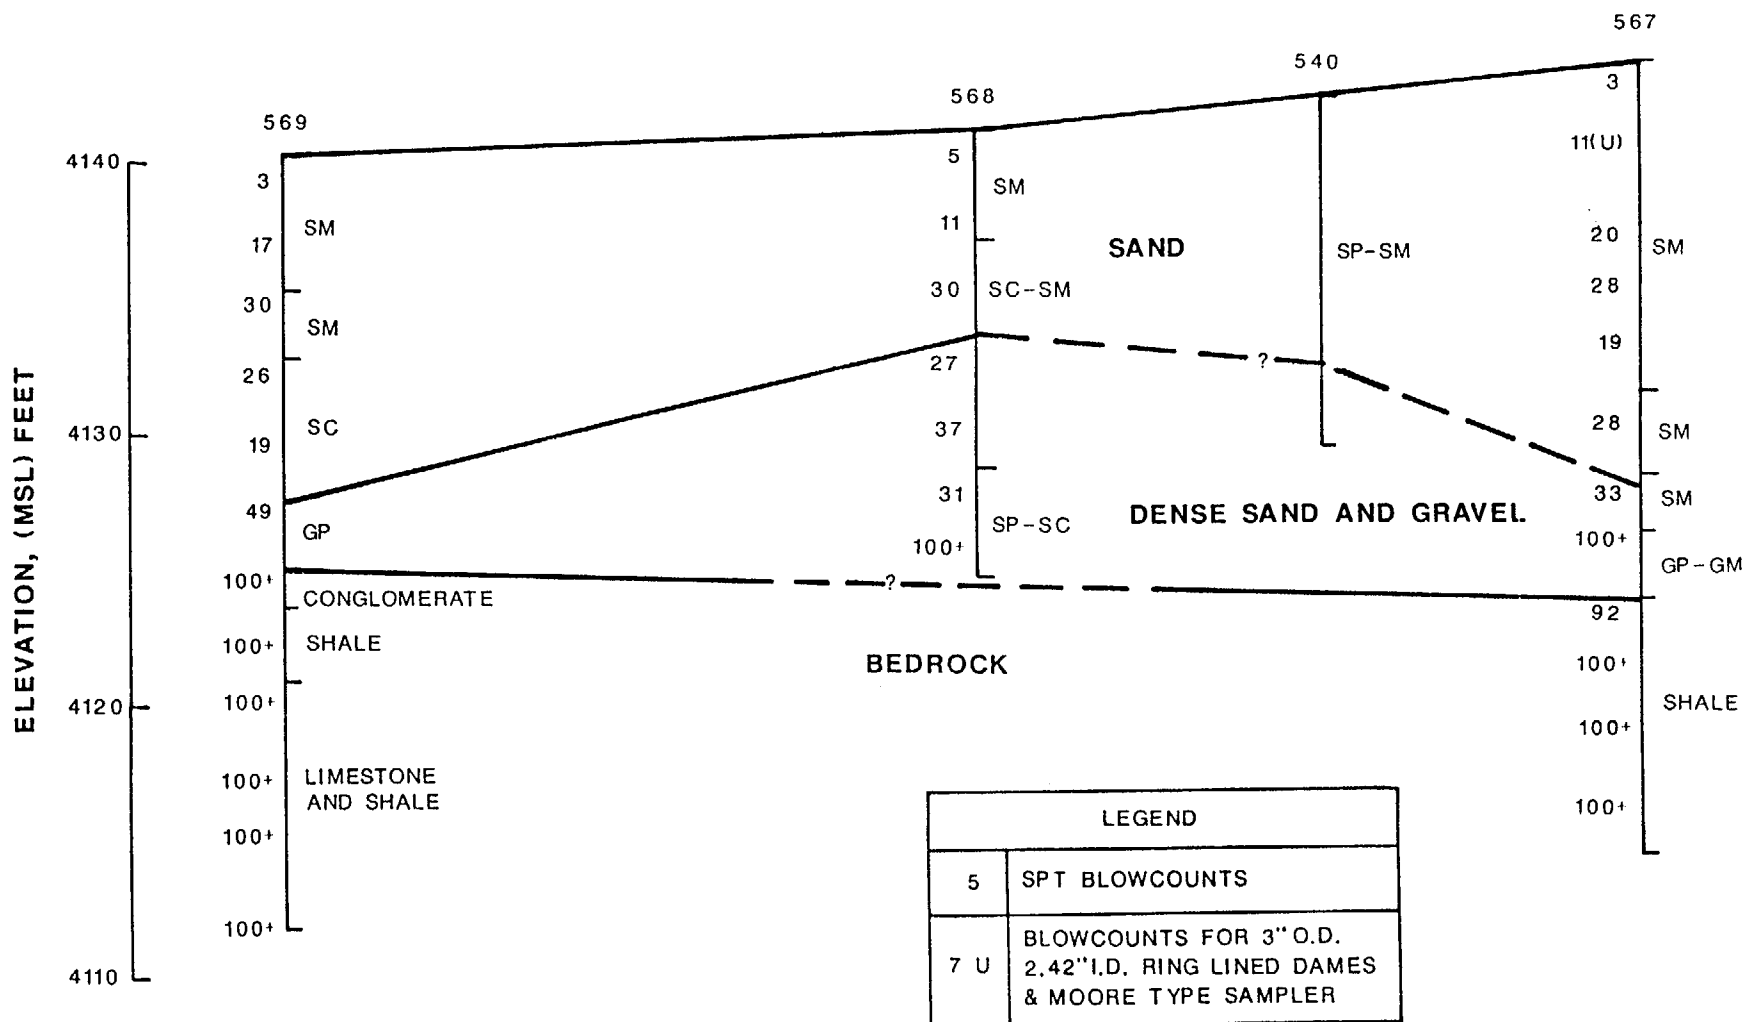 567
540
568
569
ELEVATION, (MSL) FEET
4140
4130
4120
4110
3
17
30
26
19
49
100+
100+
100+
100+
100+
100+
SM
SM
SC
GP
CONGLOMERATE
SHALE
LIMESTONE
AND SHALE
5
11
30
27
37
31
100+
SM
SC-SM
SP-SC
SAND
SP-SM
?
DENSE SAND AND GRAVEL
?
BEDROCK
3
11(U)
20
28
19
28
33
100+
92
100+
100+
100+
SM
SM
SM
GP-GM
SHALE
LEGEND
5 SPT BLOWCOUNTS
7 U
BLOWCOUNTS FOR 3" O.D.
2.42" I.D. RING LINED DAMES
& MOORE TYPE SAMPLER